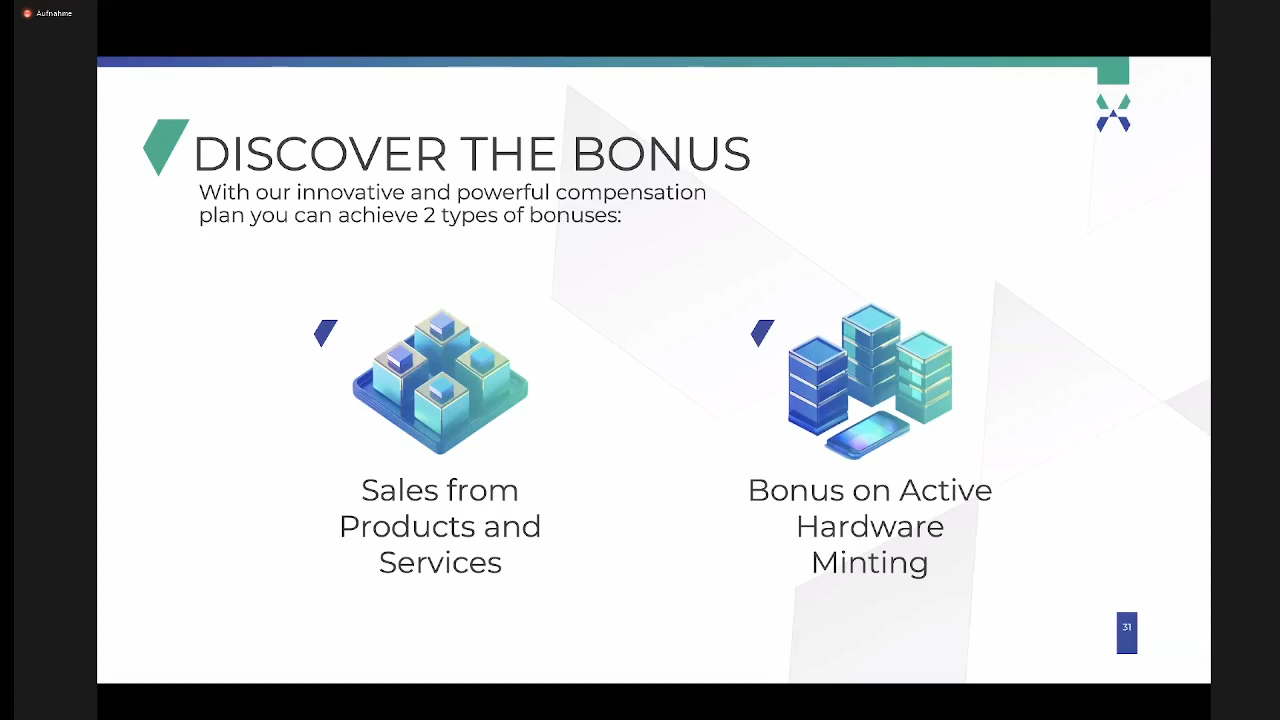 Aufnahme
DISCOVER THE BONUS
With our innovative and powerful compensation
plan you can achieve 2 types of bonuses:
Sales from
Products and
Services
Bonus on Active
Hardware
Minting
31